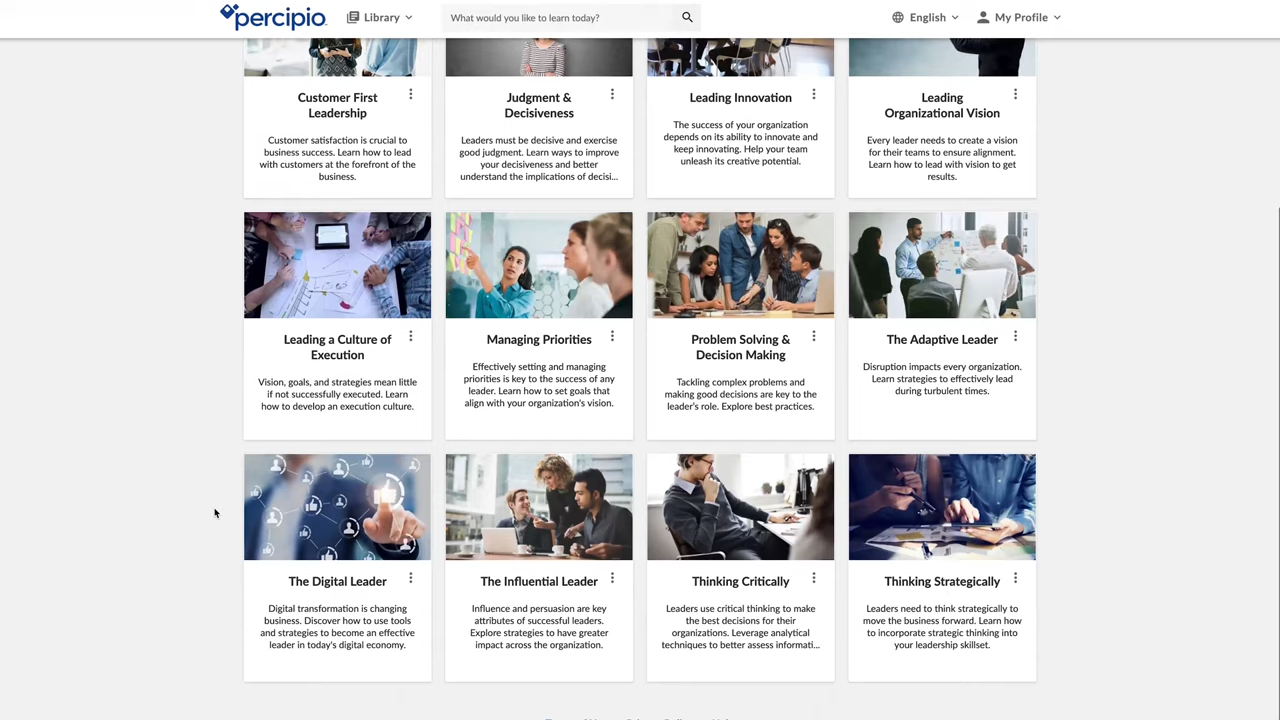 percipio.
Library
What would you like to learn today?
English
My Profile
Customer First
Leadership
Customer satisfaction is crucial to
business success. Learn how to lead
with customers at the forefront of the
business.
Judgment &
Decisiveness
Leaders must be decisive and exercise
good judgment. Learn ways to improve
your decisiveness and better
understand the implications of decisi...
Leading Innovation
The success of your organization
depends on its ability to innovate and
keep innovating. Help your team
unleash its creative potential.
Leading
Organizational Vision
Every leader needs to create a vision
for their teams to ensure alignment.
Learn how to lead with vision to get
results.
Leading a Culture of
Execution
Vision, goals, and strategies mean little
if not successfully executed. Learn
how to develop an execution culture.
Managing Priorities
Effectively setting and managing
priorities is key to the success of any
leader. Learn how to set goals that
align with your organization's vision.
Problem Solving &
Decision Making
Tackling complex problems and
making good decisions are key to the
leader's role. Explore best practices.
The Adaptive Leader
Disruption impacts every organization.
Learn strategies to effectively lead
during turbulent times.
The Digital Leader
Digital transformation is changing
business. Discover how to use tools
and strategies to become an effective
leader in today's digital economy.
The Influential Leader
Influence and persuasion are key
attributes of successful leaders.
Explore strategies to have greater
impact across the organization.
Thinking Critically
Leaders use critical thinking to make
the best decisions for their
organizations. Leverage analytical
techniques to better assess informati...
Thinking Strategically
Leaders need to think strategically to
move the business forward. Learn how
to incorporate strategic thinking into
your leadership skillset.